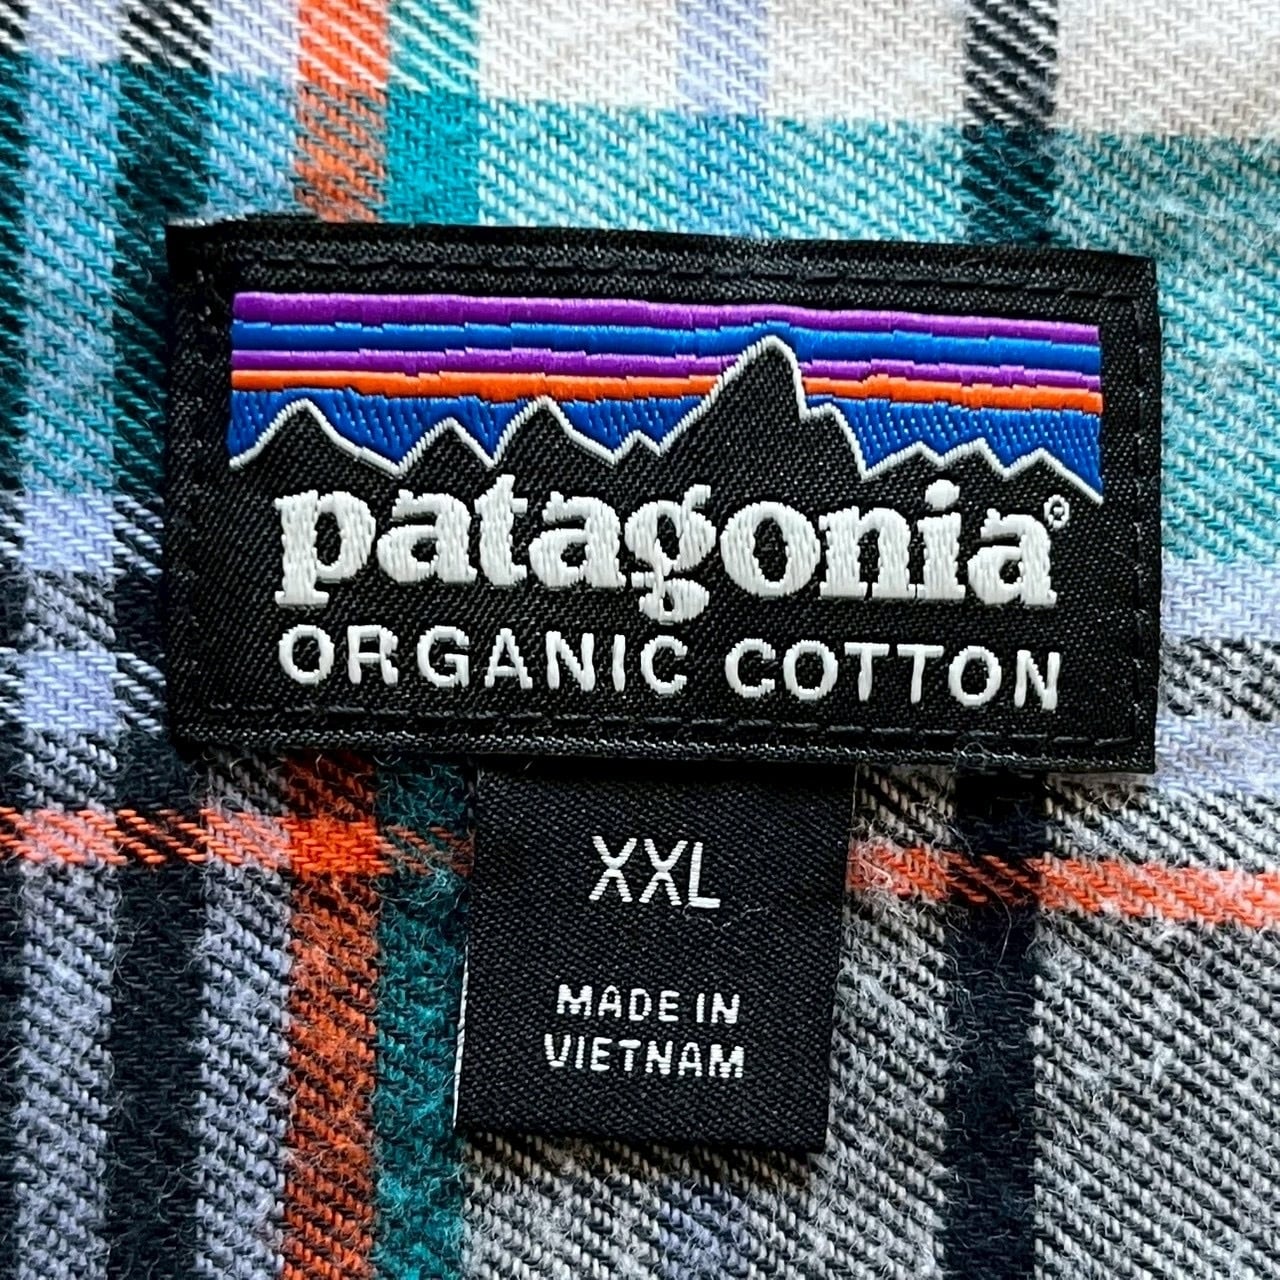 patagonia®
ORGANIC COTTON
XXL
MADE IN
VIETNAM